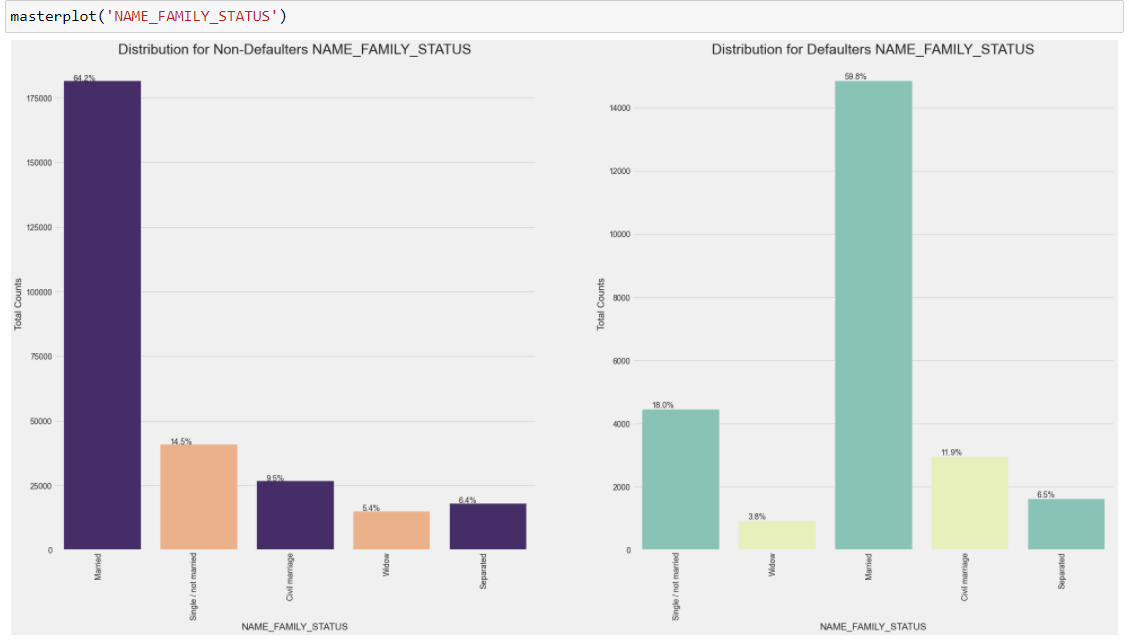 masterplot('NAME_FAMILY_STATUS')
Distribution for Non-Defaulters NAME_FAMILY_STATUS
64.2%
175000
150000
125000
100000
75000
50000
25000
0
Total Counts
14.5%
9.5%
5.4%
6.4%
Married
Single / not married
Civil marriage
Widow
Separated
NAME_FAMILY_STATUS
Distribution for Defaulters NAME_FAMILY_STATUS
59.8%
14000
12000
10000
8000
6000
4000
2000
0
Total Counts
18.0%
3.8%
11.9%
6.5%
Single / not married
Widow
Married
Civil marriage
Separated
NAME_FAMILY_STATUS